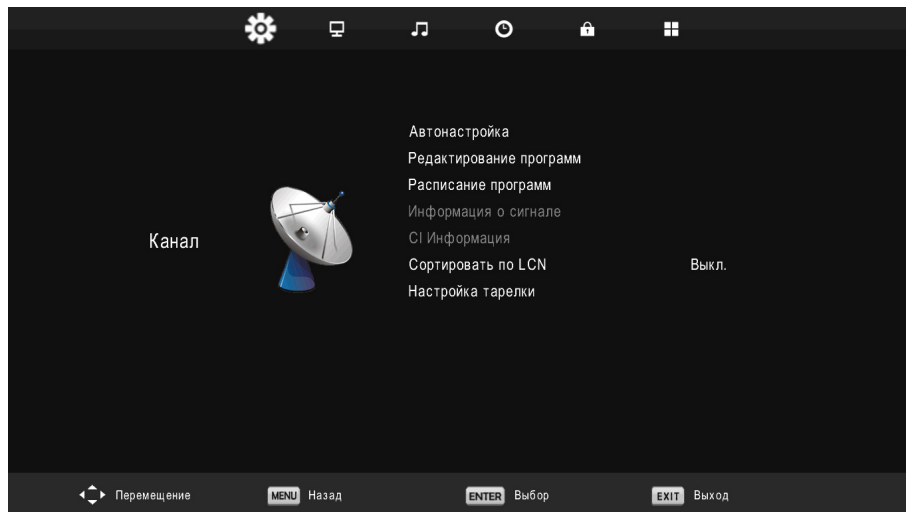 Автонастройка
Редактирование программ
Расписание программ
Информация о сигнале
Канал
CI Информация
Сортировать по LCN Выкл.
Настройка тарелки
Перемещение MENU Назад ENTER Выбор EXIT Выход